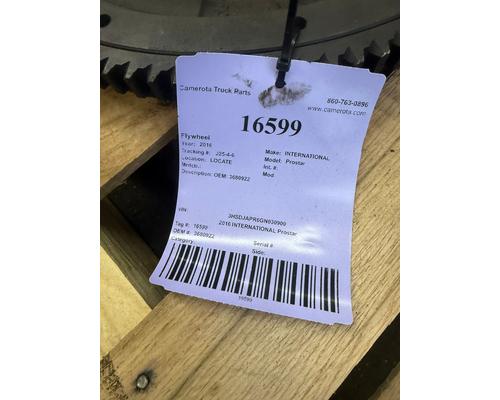 Camerota Truck Parts
860-763-0896
www.camerota.com
16599
Flywheel
Year: 2016 Make: INTERNATIONAL
Tracking #: J25-4-6 Model: Prostar
Location: LOCATE Int.#:
Mntch.: Mod
Description: OEM: 3680922
VIN: 3HSDJAPR6GN030900
Tag #: 16599 2016 INTERNATIONAL Prostar
OEM #: 3680922 Serial #:
Category: Side:
16599